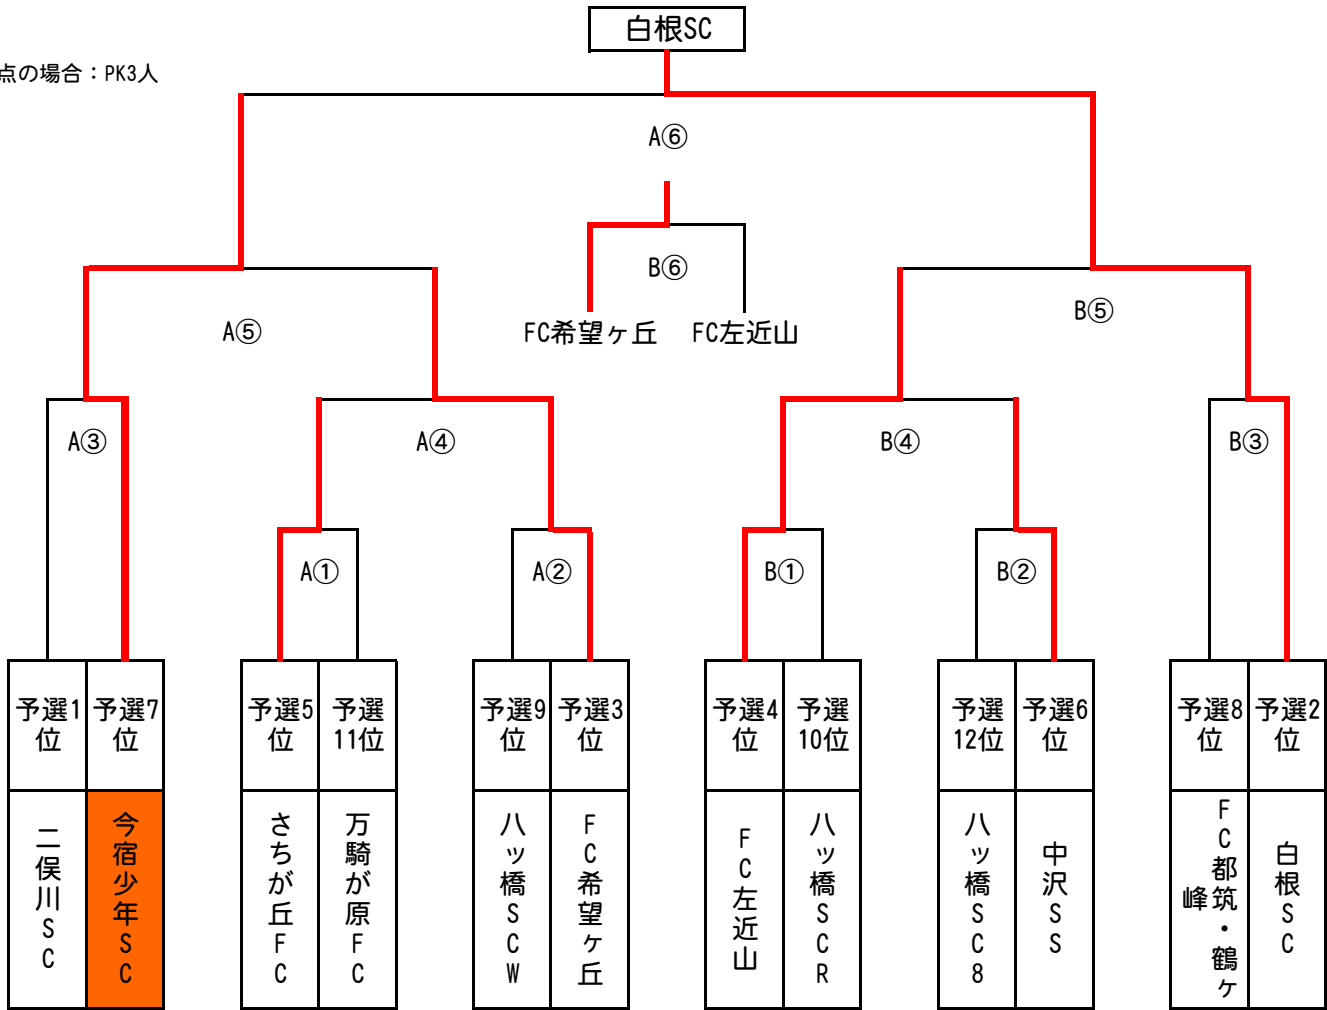 白根SC
点の場合：PK3人
A⑥
B⑥
FC希望ヶ丘
FC左近山
A⑤
B⑤
A③
A④
B④
B③
A①
A②
B①
B②
予選1
位
予選7
位
予選5
位
予選
11位
予選9
位
予選3
位
予選4
位
予選
10位
予選
12位
予選6
位
予選8
位
予選2
位
二俣川SC
今宿少年SC
さちが丘FC
万騎が原FC
八ッ橋SCW
FC希望ヶ丘
FC左近山
八ッ橋SCR
八ッ橋SC8
中沢SS
FC都筑・鶴ヶ
峰
白根SC